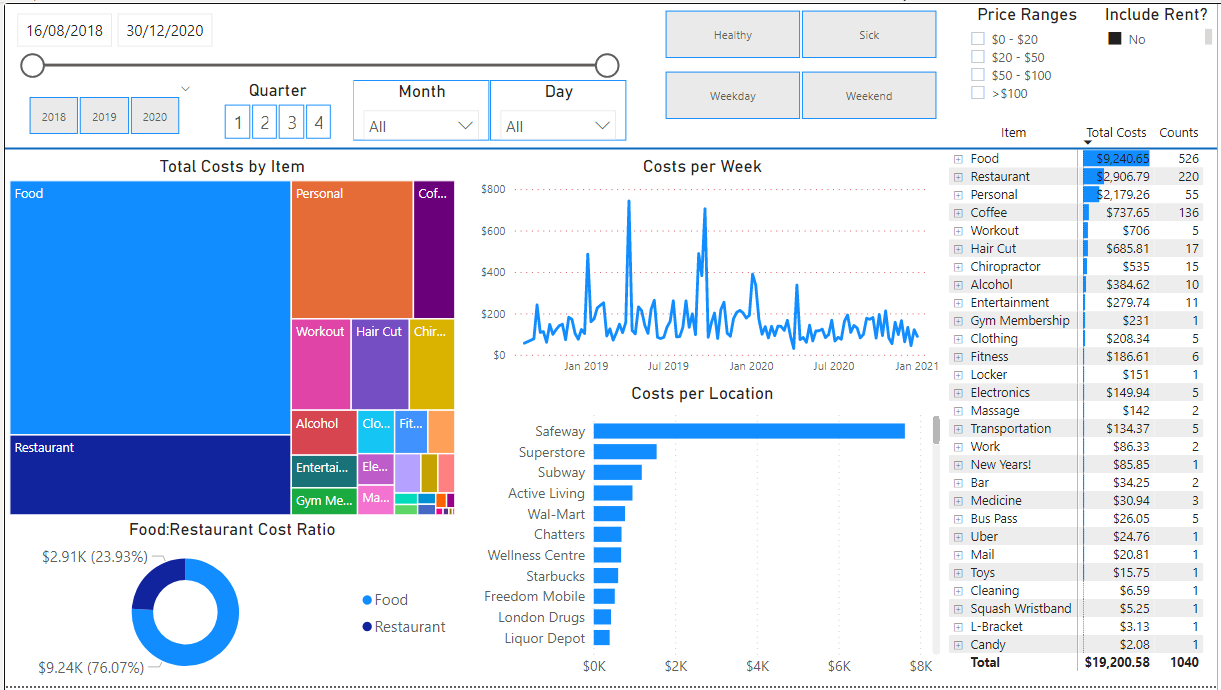 16/08/2018 30/12/2020
2018 2019 2020
Quarter
1 2 3 4
Month
All
Day
All
Healthy Sick
Weekday Weekend
Price Ranges
$0 - $20
$20 - $50
$50 - $100
>$100
Include Rent?
No
Total Costs by Item
Food
Personal
Cof...
Workout
Hair Cut
Chir...
Restaurant
Alcohol
Clo...
Fit...
Entertai...
Ele...
Gym Me...
Ma...
Food:Restaurant Cost Ratio
$2.91K (23.93%)
$9.24K (76.07%)
Food
Restaurant
Costs per Week
$800
$600
$400
$200
$0
Jan 2019 Jul 2019 Jan 2020 Jul 2020 Jan 2021
Costs per Location
Safeway
Superstore
Subway
Active Living
Wal-Mart
Chatters
Wellness Centre
Starbucks
Freedom Mobile
London Drugs
Liquor Depot
$0K $2K $4K $6K $8K
Item Total Costs Counts
Food $9,240.65 526
Restaurant $2,906.79 220
Personal $2,179.26 55
Coffee $737.65 136
Workout $706 5
Hair Cut $685.81 17
Chiropractor $535 15
Alcohol $384.62 10
Entertainment $279.74 11
Gym Membership $231 1
Clothing $208.34 5
Fitness $186.61 6
Locker $151 1
Electronics $149.94 5
Massage $142 2
Transportation $134.37 5
Work $86.33 2
New Years! $85.85 1
Bar $34.25 2
Medicine $30.94 3
Bus Pass $26.05 5
Uber $24.76 1
Mail $20.81 1
Toys $15.75 1
Cleaning $6.59 1
Squash Wristband $5.25 1
L-Bracket $3.13 1
Candy $2.08 1
Total $19,200.58 1040